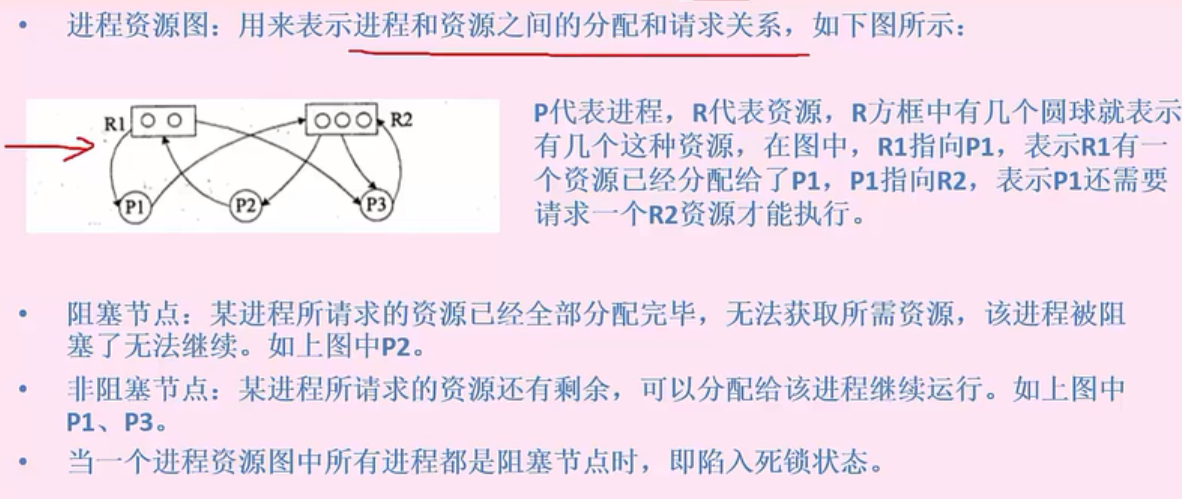 • 进程资源图：用来表示进程和资源之间的分配和请求关系，如下图所示：
R1
R2
P1
P2
P3
P代表进程，R代表资源，R方框中有几个圆球就表示
有几个这种资源，在图中，R1指向P1，表示R1有一
个资源已经分配给了P1，P1指向R2，表示P1还需要
请求一个R2资源才能执行。
• 阻塞节点：某进程所请求的资源已经全部分配完毕，无法获取所需资源，该进程被阻
塞了无法继续。如上图中P2。
• 非阻塞节点：某进程所请求的资源还有剩余，可以分配给该进程继续运行。如上图中
P1、P3。
• 当一个进程资源图中所有进程都是阻塞节点时，即陷入死锁状态。